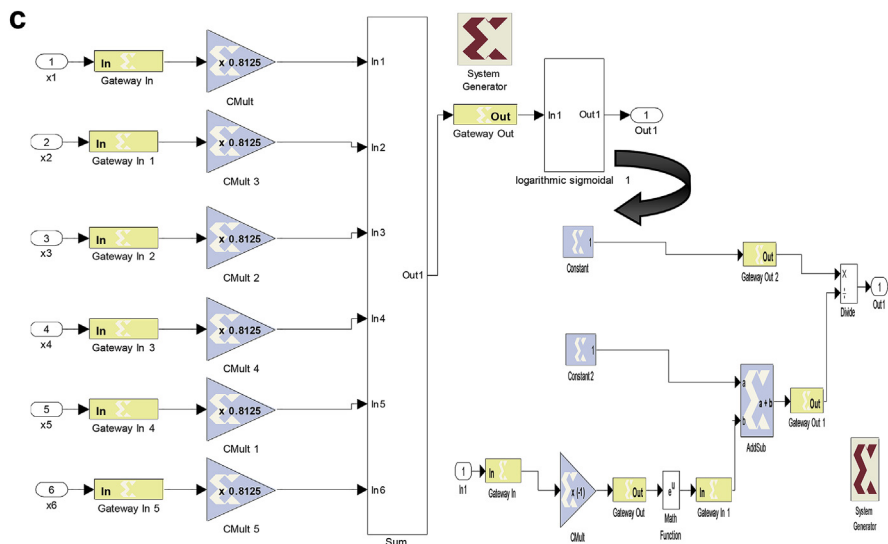 c
1
x1
In
Gateway In
x 0.8125
CMult
In1
2
x2
In
Gateway In 1
x 0.8125
CMult 3
In2
3
x3
In
Gateway In 2
x 0.8125
CMult 2
In3
4
x4
In
Gateway In 3
x 0.8125
CMult 4
In4
5
x5
In
Gateway In 4
x 0.8125
CMult 1
In5
6
x6
In
Gateway In 5
x 0.8125
CMult 5
In6
Out1
Sum
System
Generator
Out
Gateway Out
In1
Out1
logarithmic sigmoidal 1
1
Out1
1
Constant
Out
Gateway Out 2
X
÷
Divide
1
Out1
1
Constant2
a
b
a + b
AddSub
Out
Gateway Out 1
1
In1
In
Gateway In
x (-1)
CMult
Out
Gateway Out
e^u
Math
Function
In
Gateway In 1
System
Generator